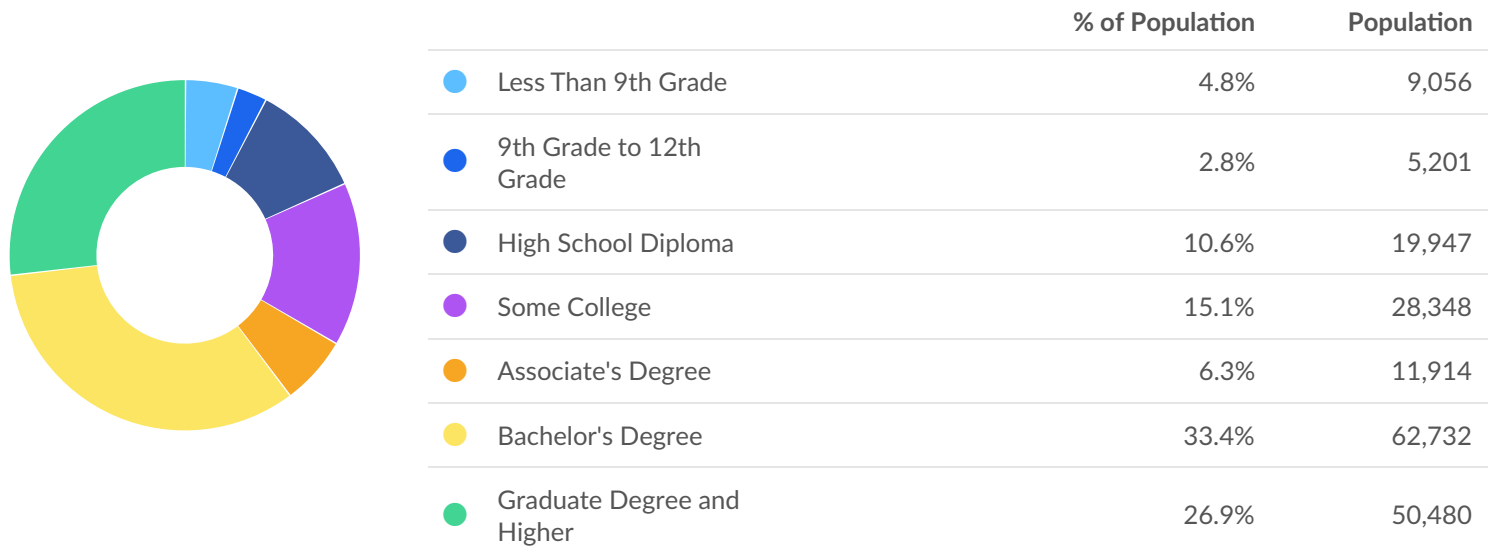 % of Population Population
Less Than 9th Grade 4.8% 9,056
9th Grade to 12th
Grade 2.8% 5,201
High School Diploma 10.6% 19,947
Some College 15.1% 28,348
Associate's Degree 6.3% 11,914
Bachelor's Degree 33.4% 62,732
Graduate Degree and
Higher 26.9% 50,480